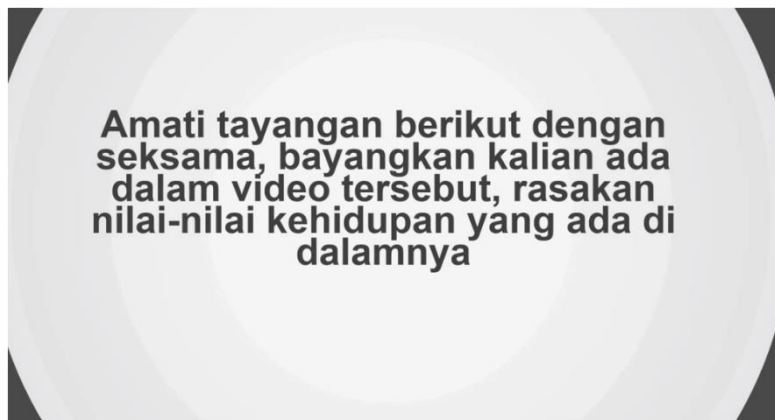 Amati tayangan berikut dengan
seksama, bayangkan kalian ada
dalam video tersebut, rasakan
nilai-nilai kehidupan yang ada di
dalamnya